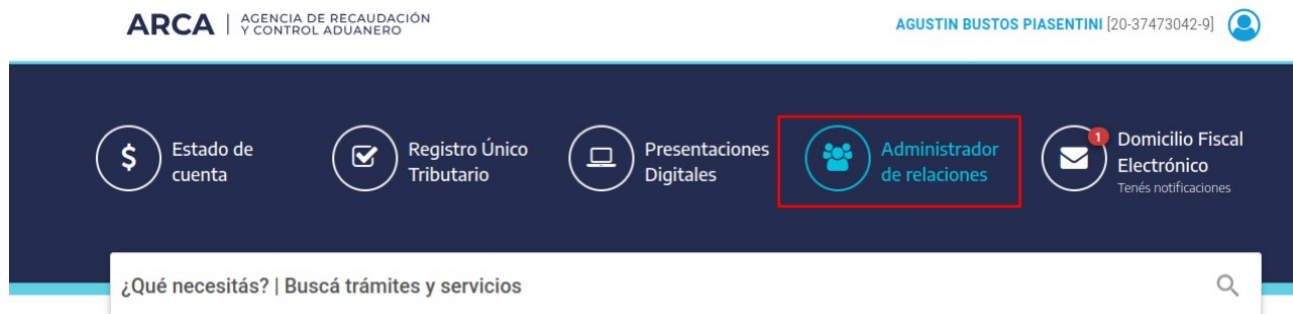 ARCA | AGENCIA DE RECAUDACIÓN
Y CONTROL ADUANERO
AGUSTIN BUSTOS PIASENTINI [20-37473042-9]
Estado de
cuenta
Registro Único
Tributario
Presentaciones
Digitales
Administrador
de relaciones
1
Domicilio Fiscal
Electrónico
Tenés notificaciones
¿Qué necesitás? | Buscá trámites y servicios